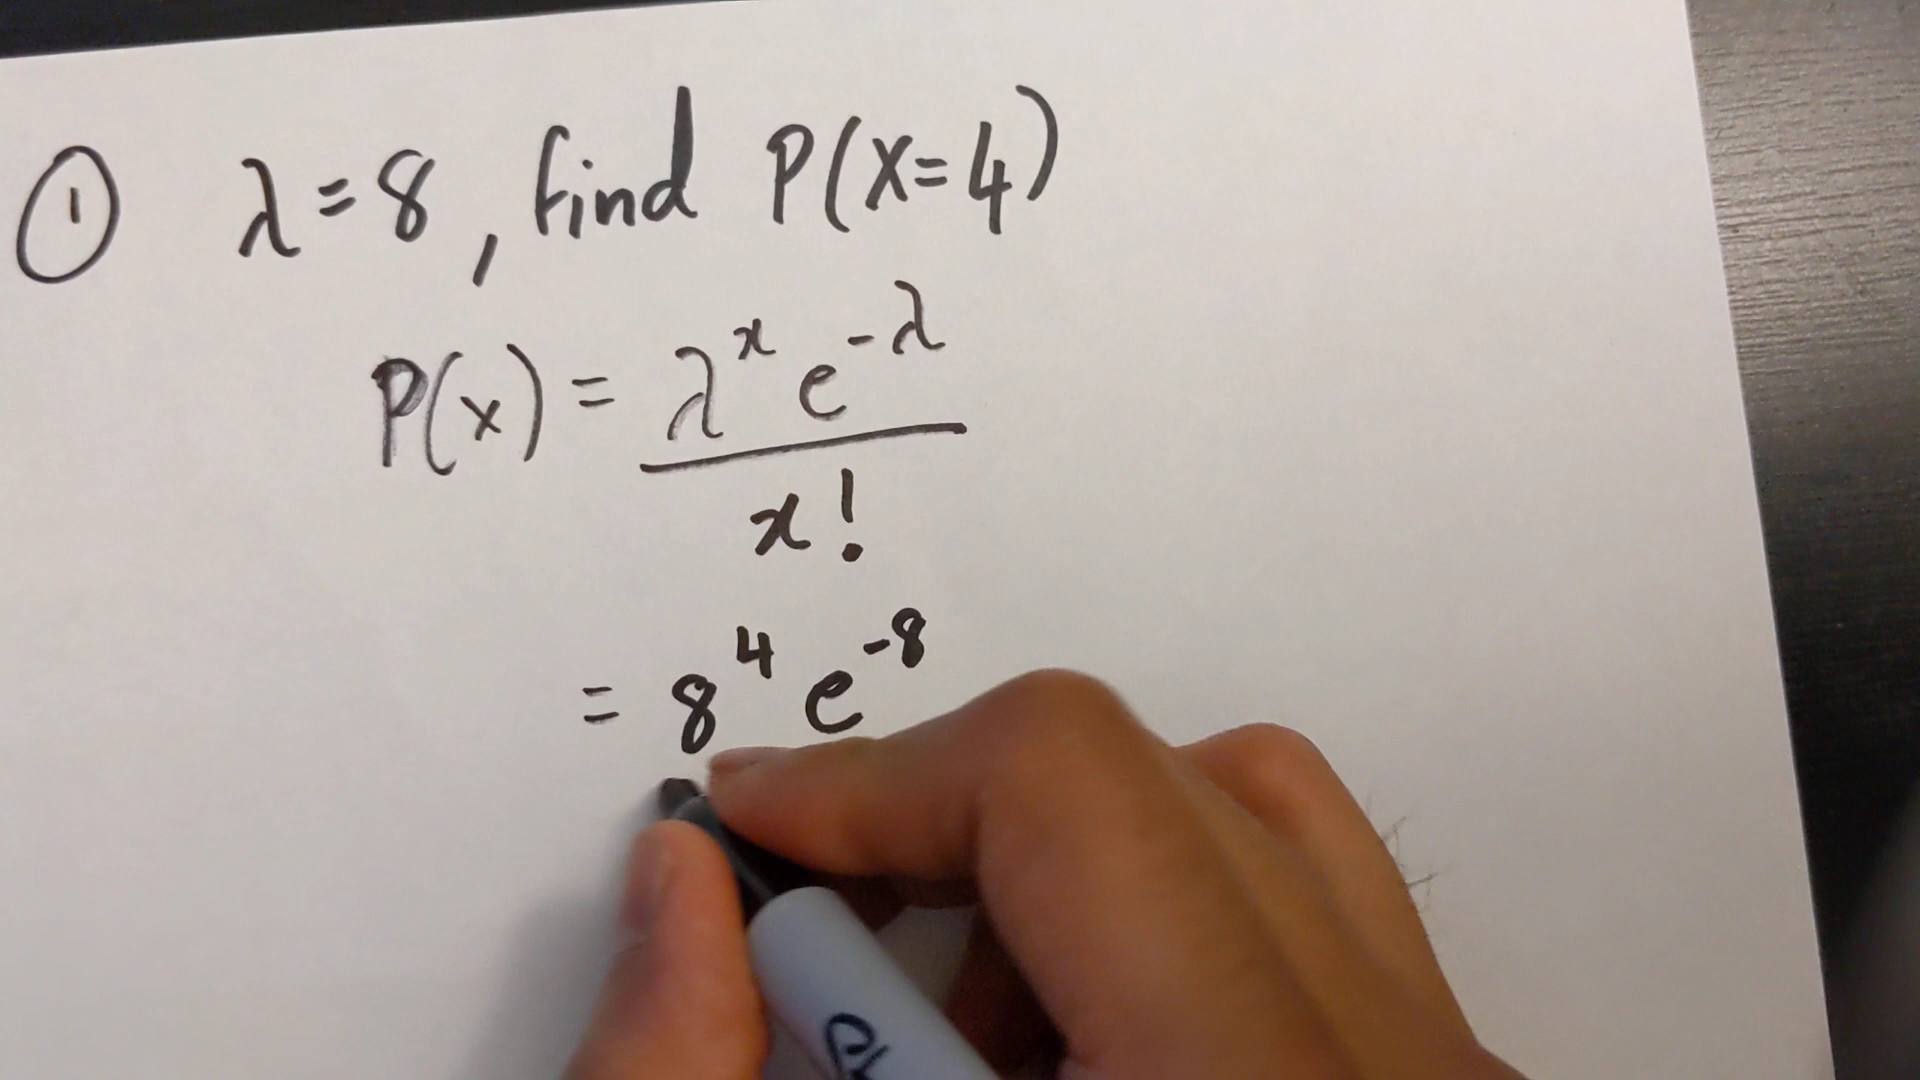 ① λ=8, find P(X=4)
P(x) = λ^x e^-λ
x!
= 8^4 e^-8